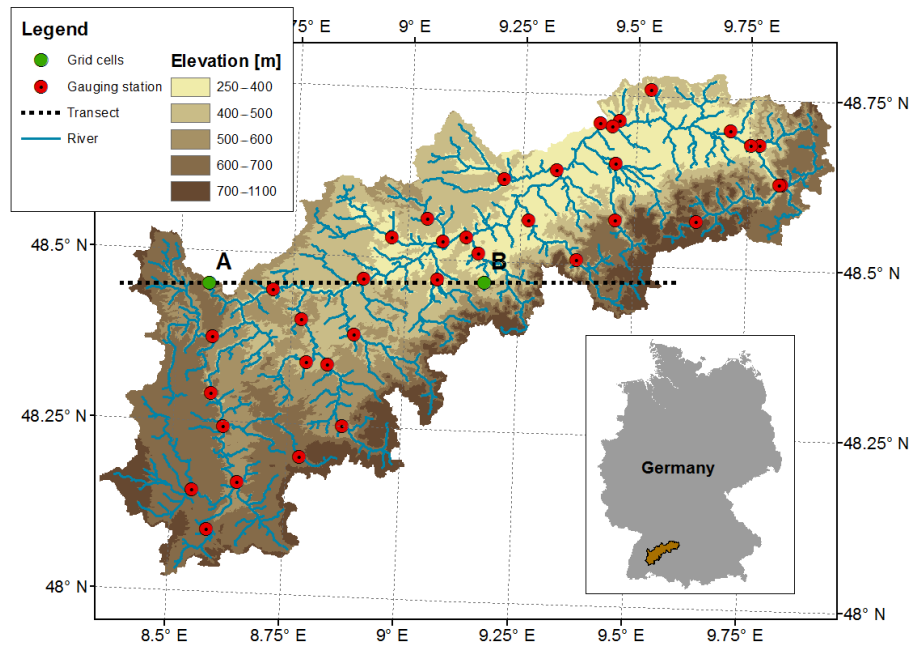 Legend
Grid cells
Gauging station
Transect
River
Elevation [m]
250 – 400
400 – 500
500 – 600
600 – 700
700 – 1100
75° E
9° E
9.25° E
9.5° E
9.75° E
48.75° N
48.5° N
48.5° N
A
B
48.25° N
48.25° N
Germany
48° N
48° N
8.5° E
8.75° E
9° E
9.25° E
9.5° E
9.75° E